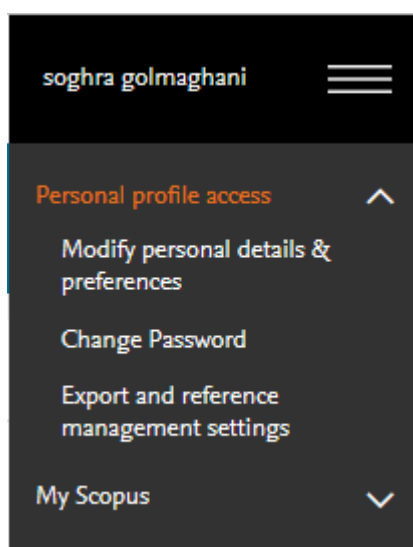 soghra golmaghani
Personal profile access
Modify personal details &
preferences
Change Password
Export and reference
management settings
My Scopus